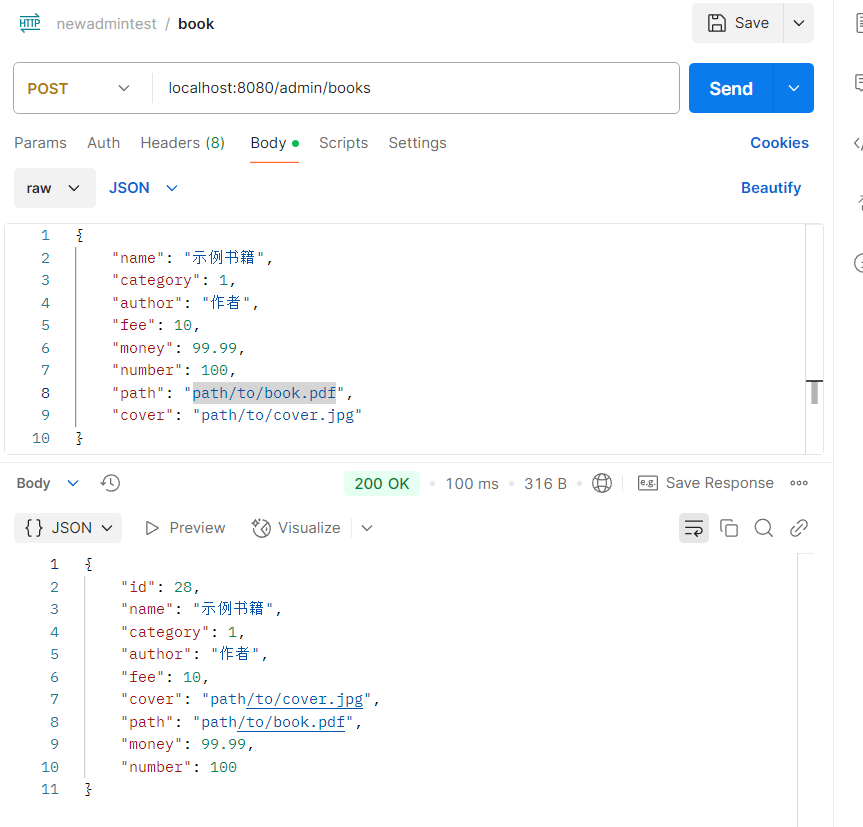 HTTP newadmintest / book Save
POST localhost:8080/admin/books Send
Params Auth Headers (8) Body Scripts Settings Cookies
raw JSON Beautify
1 {
2 "name": "示例书籍",
3 "category": 1,
4 "author": "作者",
5 "fee": 10,
6 "money": 99.99,
7 "number": 100,
8 "path": "path/to/book.pdf",
9 "cover": "path/to/cover.jpg"
10 }
Body 200 OK • 100 ms • 316 B • e.g. Save Response
{} JSON Preview Visualize
1 {
2 "id": 28,
3 "name": "示例书籍",
4 "category": 1,
5 "author": "作者",
6 "fee": 10,
7 "cover": "path/to/cover.jpg",
8 "path": "path/to/book.pdf",
9 "money": 99.99,
10 "number": 100
11 }